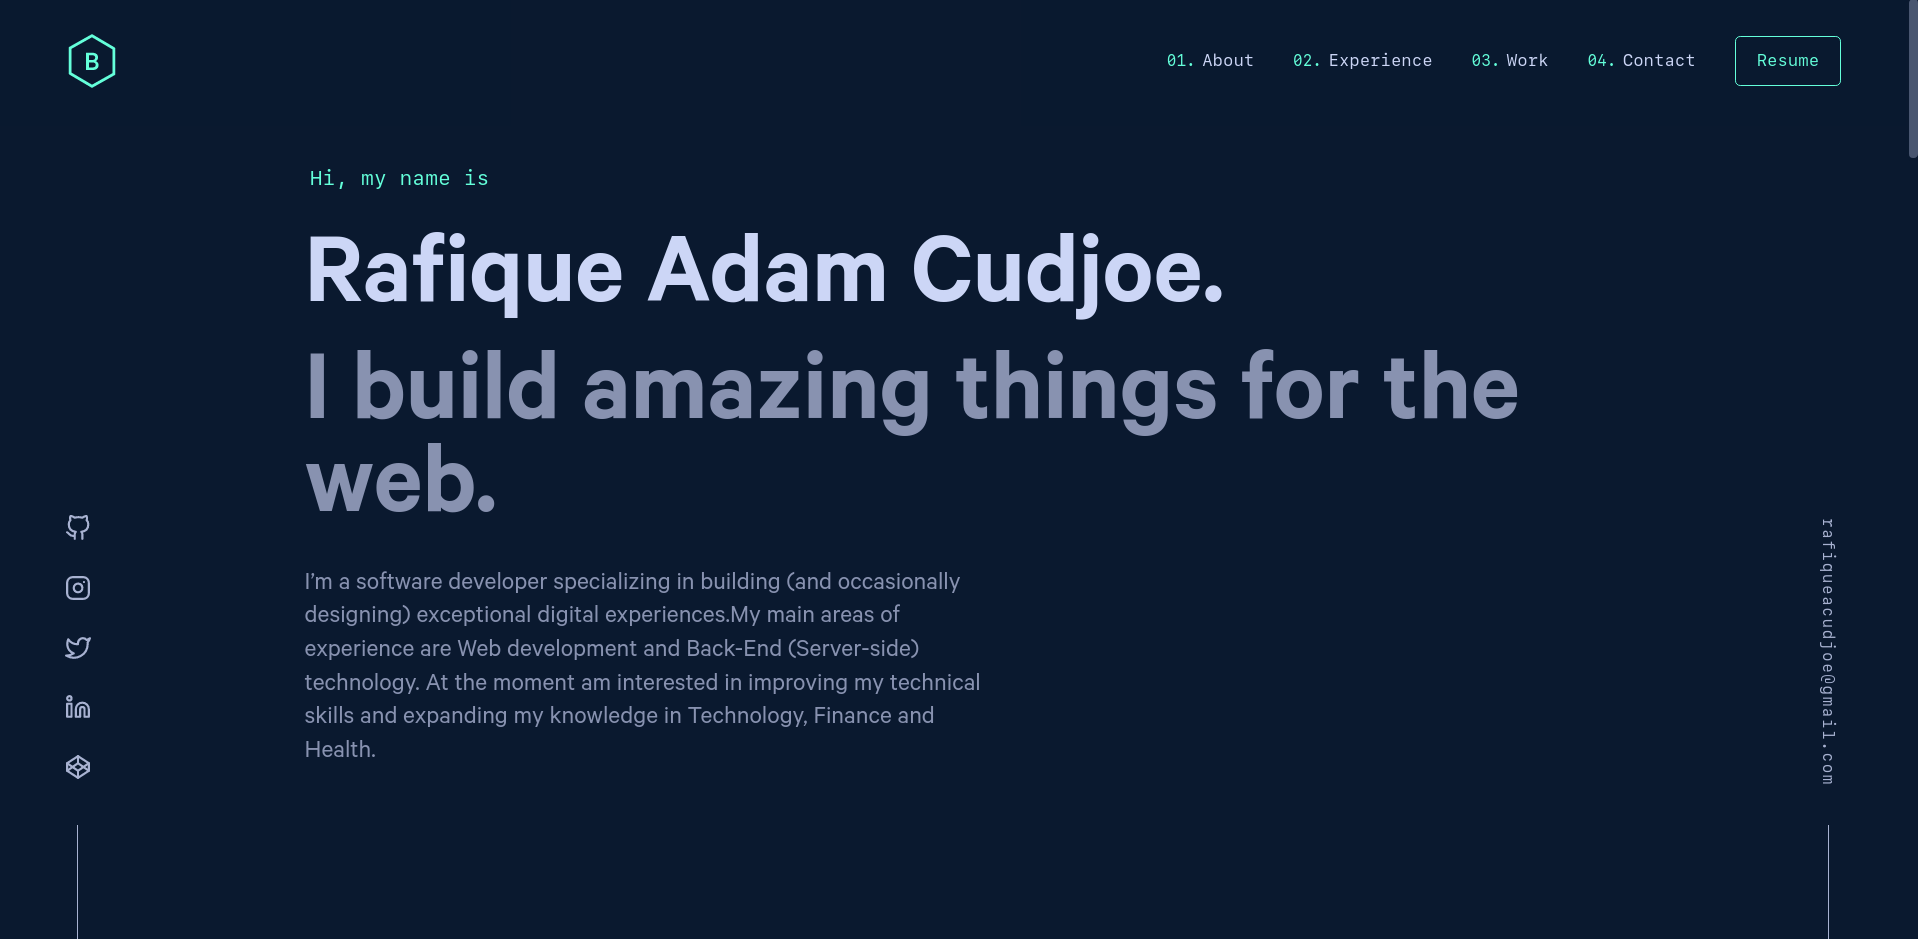 B
01. About 02. Experience 03. Work 04. Contact Resume
Hi, my name is
Rafique Adam Cudjoe.
I build amazing things for the
web.
I’m a software developer specializing in building (and occasionally
designing) exceptional digital experiences.My main areas of
experience are Web development and Back-End (Server-side)
technology. At the moment am interested in improving my technical
skills and expanding my knowledge in Technology, Finance and
Health.
rafiqueacudjoe@gmail.com